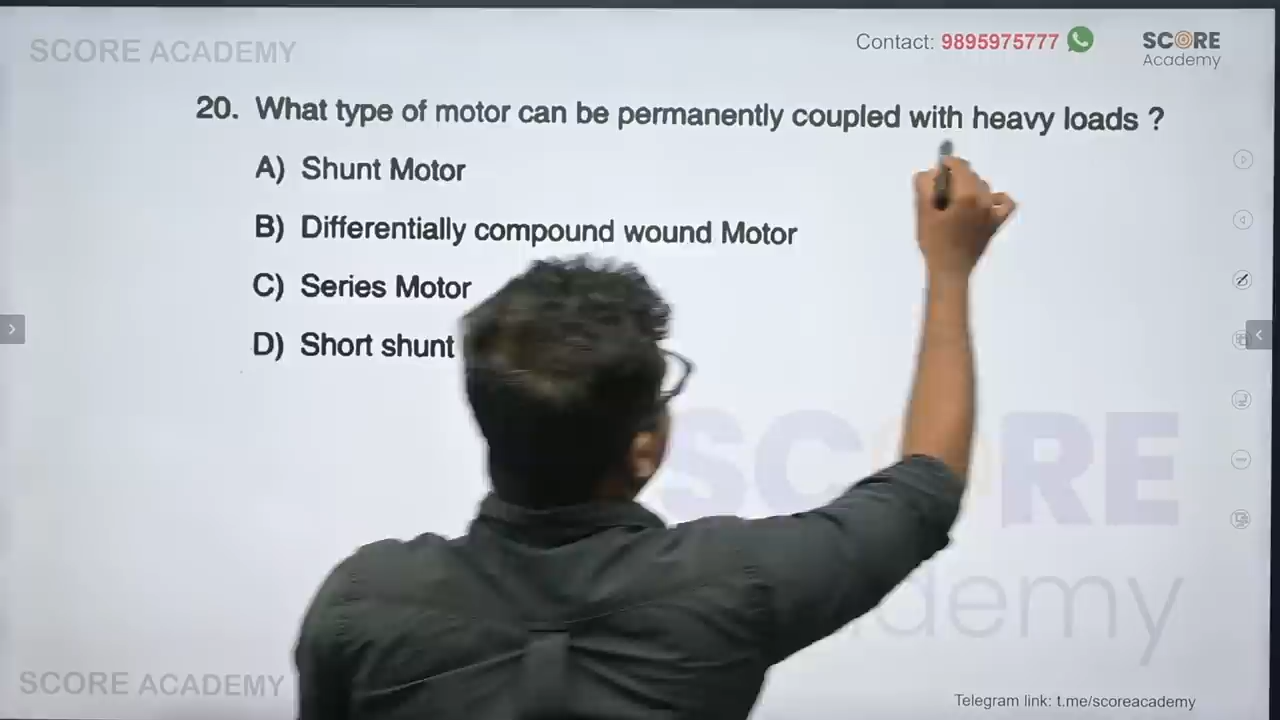 SCORE ACADEMY
Contact: 9895975777
SCORE
Academy
20. What type of motor can be permanently coupled with heavy loads ?
A) Shunt Motor
B) Differentially compound wound Motor
C) Series Motor
D) Short shunt
SCORE
ademy
SCORE ACADEMY
Telegram link: t.me/scoreacademy